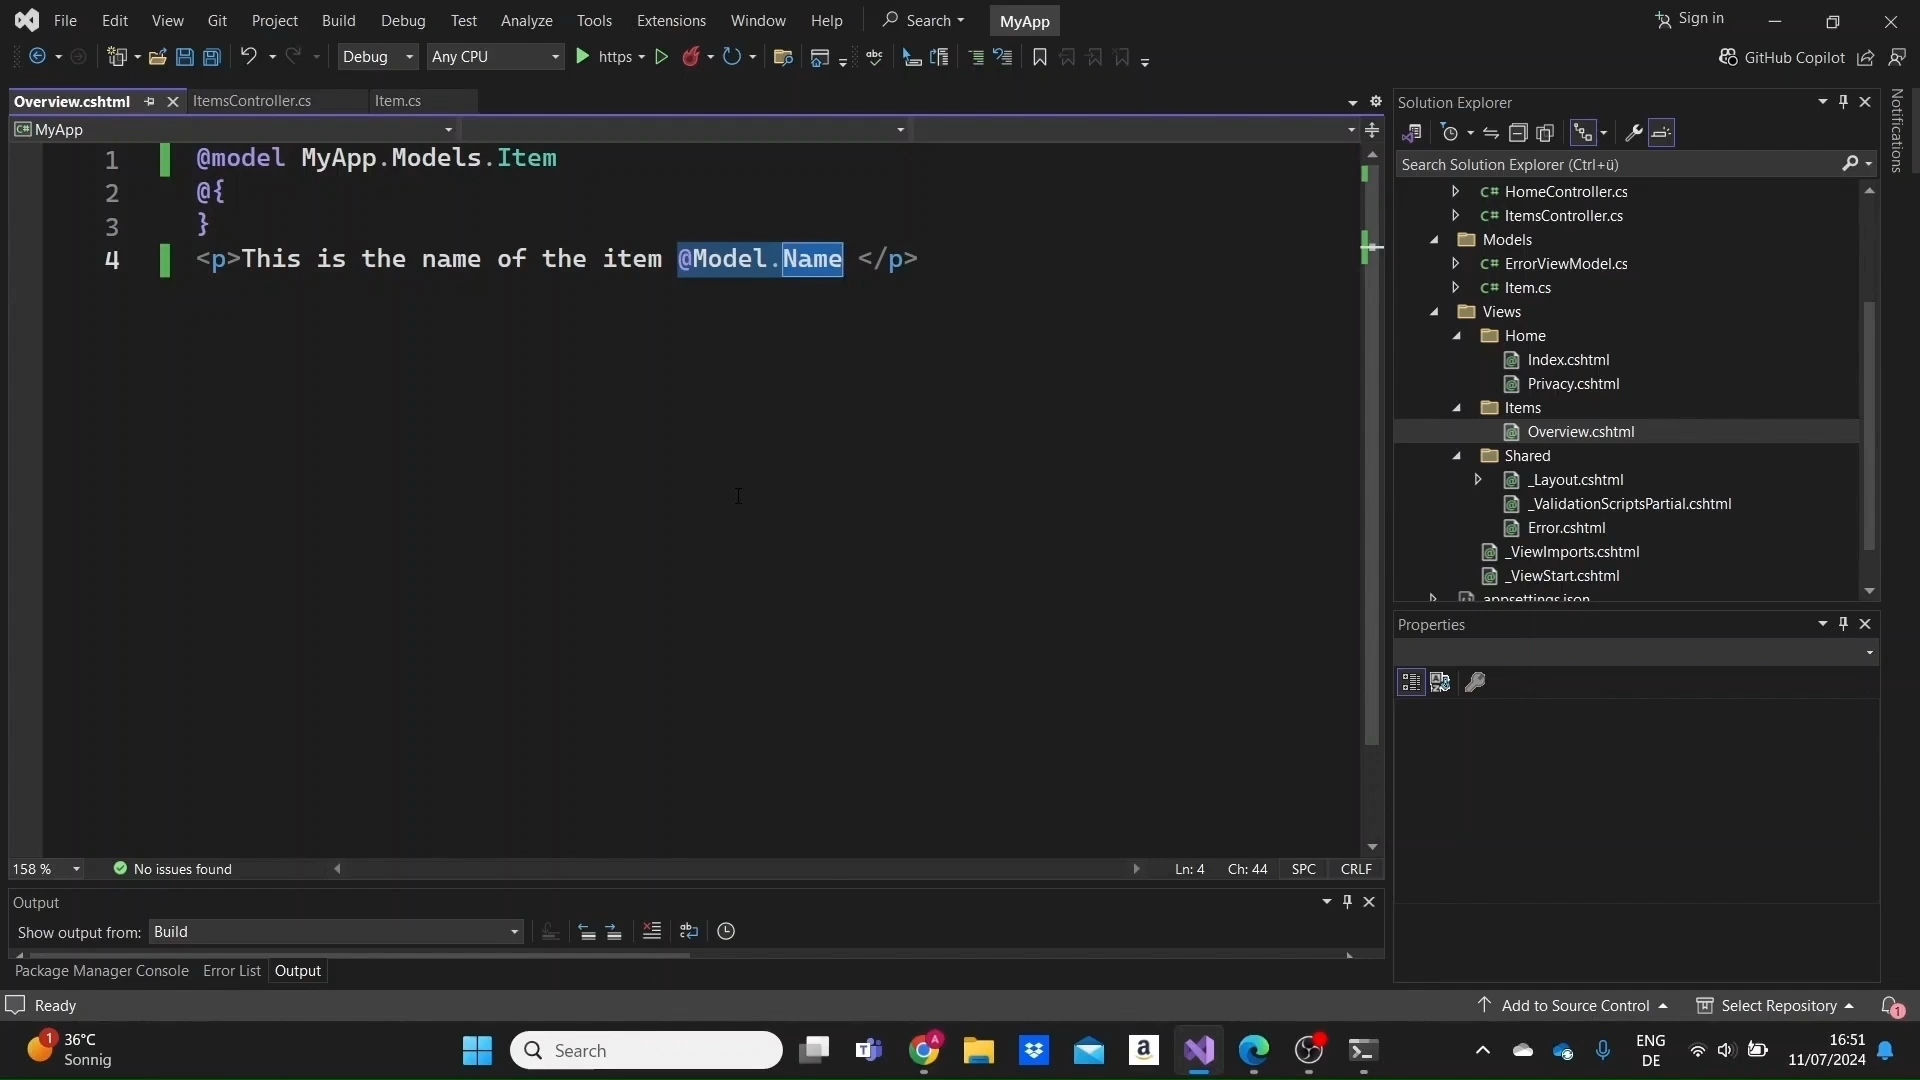 File Edit View Git Project Build Debug Test Analyze Tools Extensions Window Help Search MyApp Sign in
Debug Any CPU https GitHub Copilot
Overview.cshtml ItemsController.cs Item.cs
MyApp
1 @model MyApp.Models.Item
2 @{
3 }
4 <p>This is the name of the item @Model.Name </p>
158 % No issues found Ln: 4 Ch: 44 SPC CRLF
Output
Show output from: Build
Package Manager Console Error List Output
Solution Explorer
Search Solution Explorer (Ctrl+ü)
C# HomeController.cs
C# ItemsController.cs
Models
C# ErrorViewModel.cs
C# Item.cs
Views
Home
Index.cshtml
Privacy.cshtml
Items
Overview.cshtml
Shared
_Layout.cshtml
_ValidationScriptsPartial.cshtml
Error.cshtml
_ViewImports.cshtml
_ViewStart.cshtml
appsettings.json
Properties
Notifications
Ready Add to Source Control Select Repository 1
1 36°C
Sonnig
Search
ENG
DE
16:51
11/07/2024